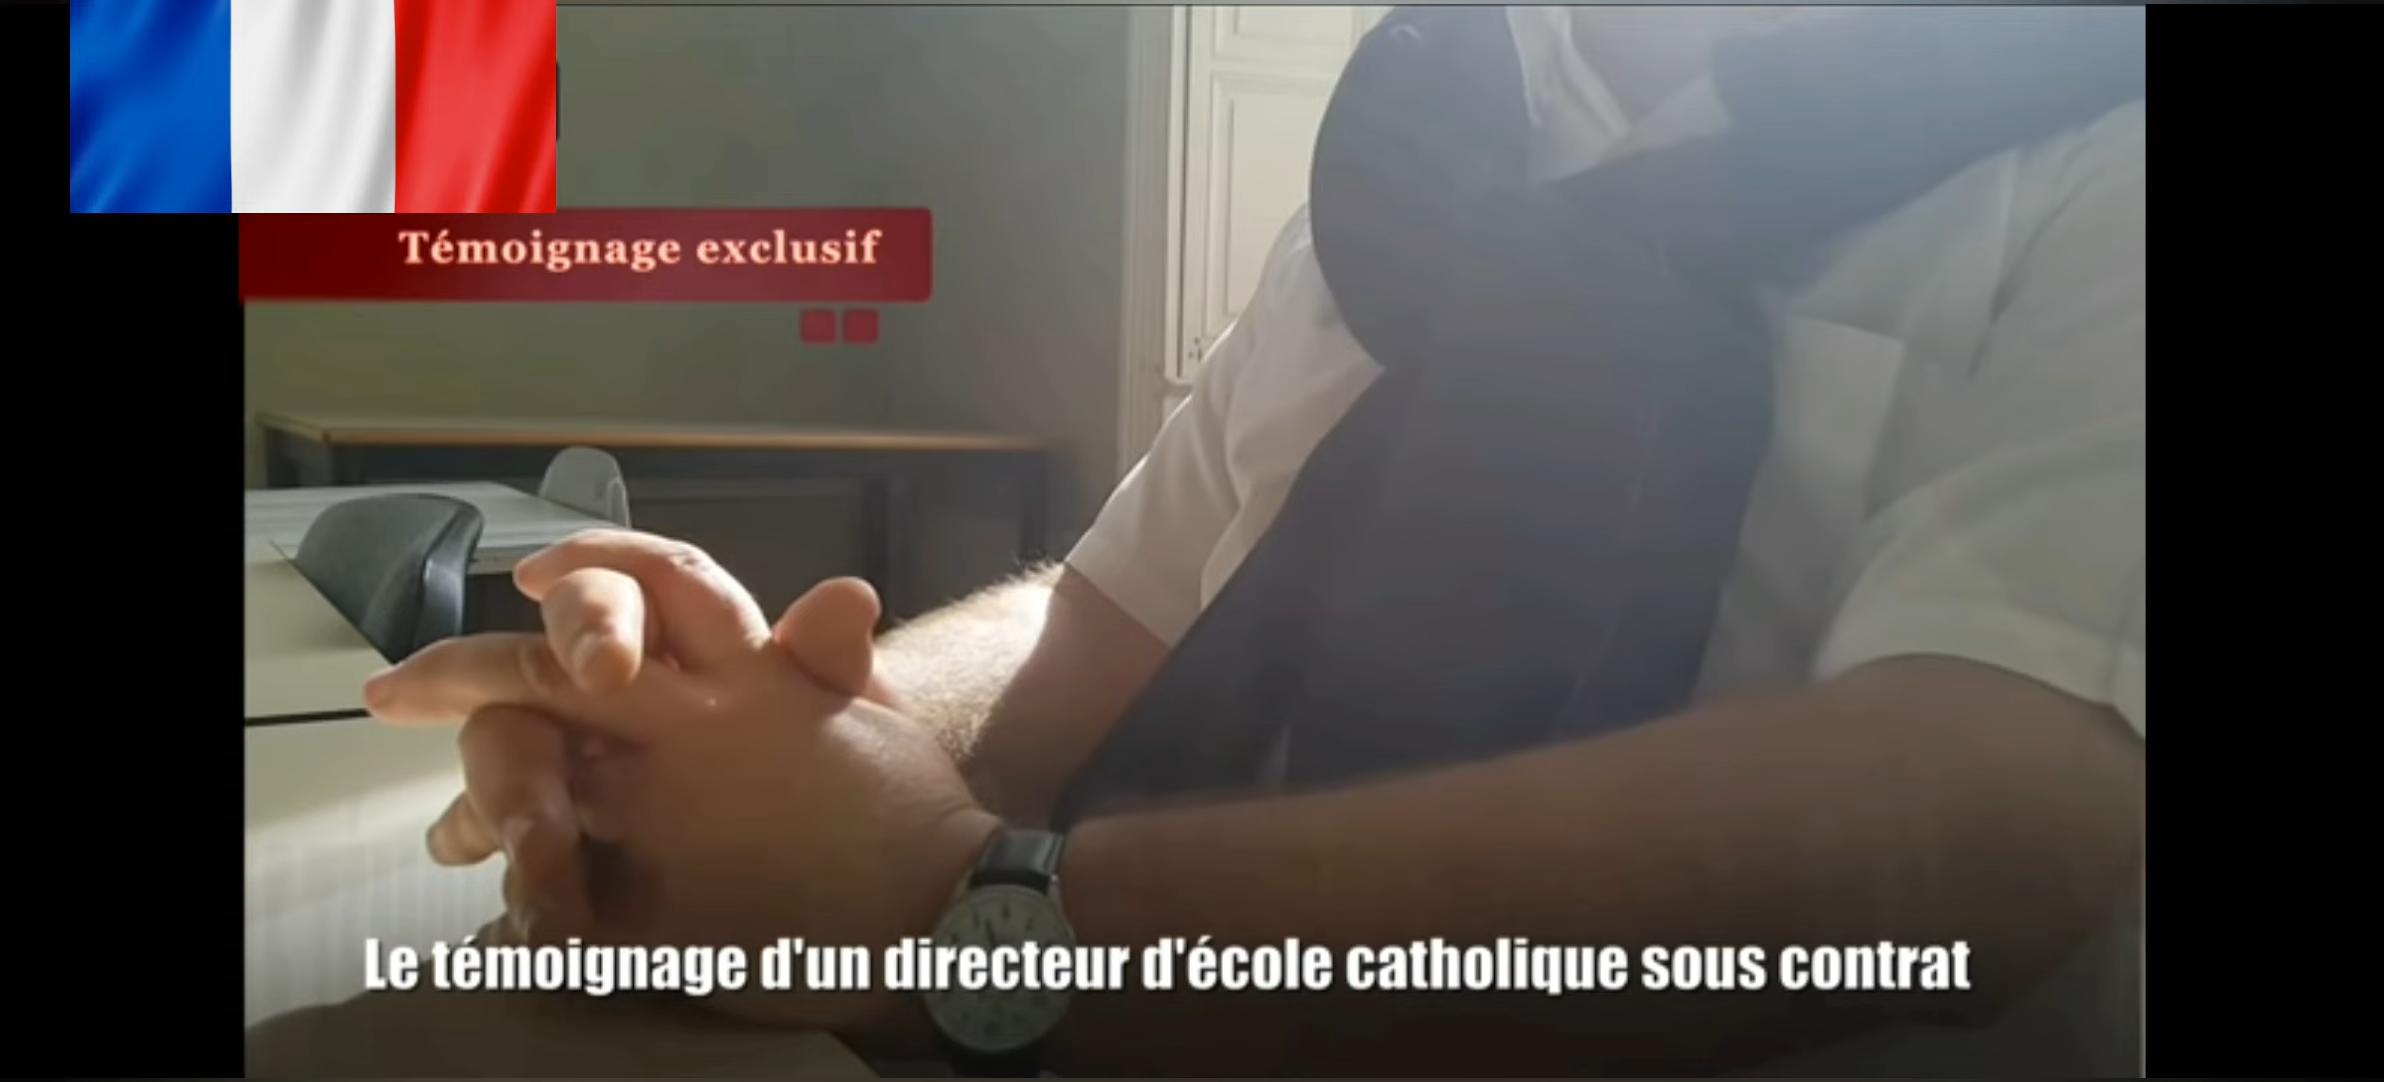 Témoignage exclusif
Le témoignage d'un directeur d'école catholique sous contrat